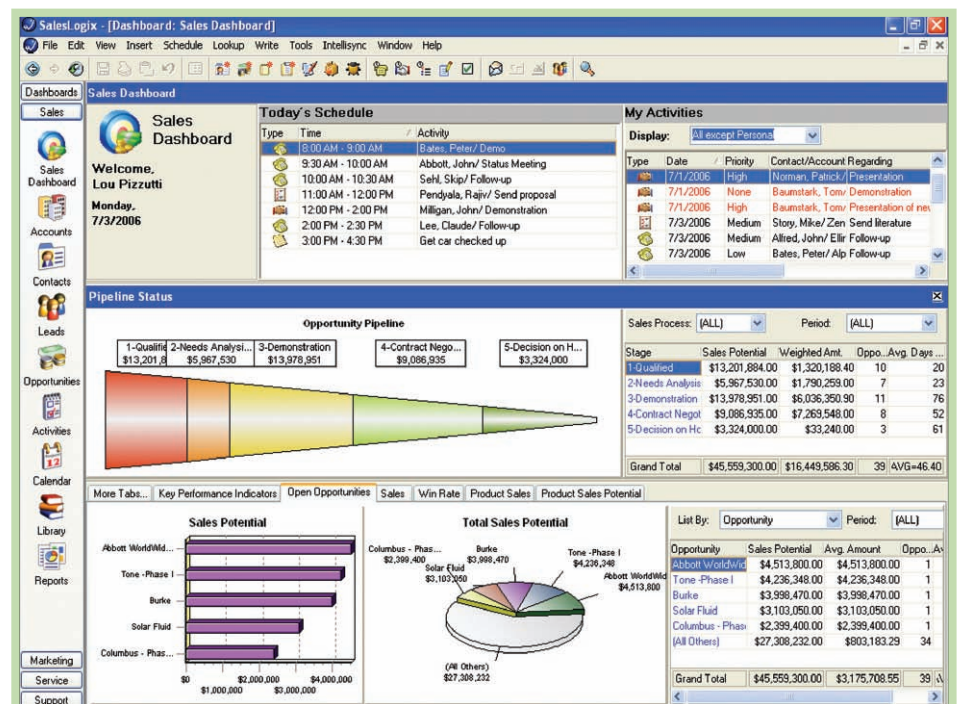 SalesLogix - [Dashboard: Sales Dashboard]
File Edit View Insert Schedule Lookup Write Tools Intellisync Window Help
Dashboards
Sales
Sales Dashboard
Accounts
Contacts
Leads
Opportunities
Activities
Calendar
Library
Reports
Marketing
Service
Support
Sales Dashboard
Sales
Dashboard
Welcome,
Lou Pizzutti
Monday,
7/3/2006
Today's Schedule
Type Time / Activity
8:00 AM - 9:00 AM Bates, Peter/ Demo
9:30 AM - 10:00 AM Abbott, John/ Status Meeting
10:00 AM - 10:30 AM Sehl, Skip/ Follow-up
11:00 AM - 12:00 PM Pendyala, Rajiv/ Send proposal
12:00 PM - 2:00 PM Milligan, John/ Demonstration
2:00 PM - 2:30 PM Lee, Claude/ Follow-up
3:00 PM - 4:30 PM Get car checked up
My Activities
Display: All except Persona
Type Date / Priority Contact/Account Regarding
7/1/2006 High Norman, Patrick/ Presentation
7/1/2006 None Baumstark, Tom/ Demonstration
7/1/2006 High Baumstark, Tom/ Presentation of nev
7/3/2006 Medium Story, Mike/ Zen Send literature
7/3/2006 Medium Alfred, John/ Ellir Follow-up
7/3/2006 Low Bates, Peter/ Alp Follow-up
Pipeline Status
Opportunity Pipeline
1-Qualifie 2-Needs Analysi... 3-Demonstration 4-Contract Nego... 5-Decision on H...
$13,201,8 $5,967,530 $13,978,951 $9,086,935 $3,324,000
Sales Process: (ALL) Period: (ALL)
Stage Sales Potential Weighted Amt. Oppo... Avg. Days ...
1-Qualified $13,201,884.00 $1,320,188.40 10 20
2-Needs Analysis $5,967,530.00 $1,790,259.00 7 23
3-Demonstration $13,978,951.00 $6,036,350.90 11 76
4-Contract Negot $9,086,935.00 $7,269,548.00 8 52
5-Decision on Hc $3,324,000.00 $33,240.00 3 61
Grand Total $45,559,300.00 $16,449,586.30 39 AVG=46.40
More Tabs... Key Performance Indicators Open Opportunities Sales Win Rate Product Sales Product Sales Potential
Sales Potential
Abbott WorldWid...
Tone -Phase I
Burke
Solar Fluid
Columbus - Phas...
$0 $2,000,000 $4,000,000
$1,000,000 $3,000,000
Total Sales Potential
Columbus - Phas...
$2,399,400
Solar Fluid
$3,103,050
Burke
$3,998,470
Tone -Phase I
$4,236,348
Abbott WorldWid
$4,513,800
(All Others)
$27,308,232
List By: Opportunity Period: (ALL)
Opportunity Sales Potential Avg. Amount Oppo... Av
Abbott WorldWid $4,513,800.00 $4,513,800.00 1
Tone -Phase I $4,236,348.00 $4,236,348.00 1
Burke $3,998,470.00 $3,998,470.00 1
Solar Fluid $3,103,050.00 $3,103,050.00 1
Columbus - Phas $2,399,400.00 $2,399,400.00 1
(All Others) $27,308,232.00 $803,183.29 34
Grand Total $45,559,300.00 $3,175,708.55 39